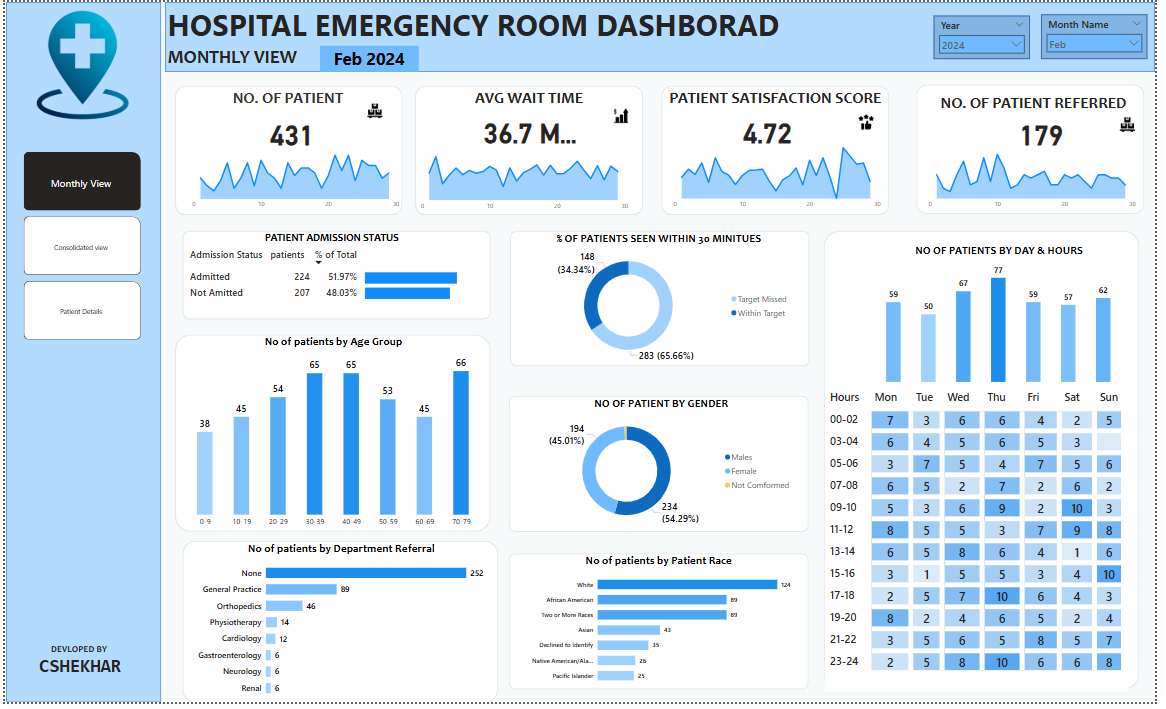 HOSPITAL EMERGENCY ROOM DASHBORAD
MONTHLY VIEW
Feb 2024
Year
2024
Month Name
Feb
Monthly View
Consolidated view
Patient Details
DEVLOPED BY
CSHEKHAR
NO. OF PATIENT
431
0 10 20 30
AVG WAIT TIME
36.7 M...
0 10 20 30
PATIENT SATISFACTION SCORE
4.72
0 10 20 30
NO. OF PATIENT REFERRED
179
0 10 20 30
PATIENT ADMISSION STATUS
Admission Status patients % of Total
Admitted 224 51.97%
Not Amitted 207 48.03%
No of patients by Age Group
38 45 54 65 65 53 45 66
0-9 10-19 20-29 30-39 40-49 50-59 60-69 70-79
No of patients by Department Referral
None 252
General Practice 89
Orthopedics 46
Physiotherapy 14
Cardiology 12
Gastroenterology 6
Neurology 6
Renal 6
% OF PATIENTS SEEN WITHIN 30 MINITUES
148
(34.34%)
283 (65.66%)
Target Missed
Within Target
NO OF PATIENT BY GENDER
194
(45.01%)
234
(54.29%)
Males
Female
Not Comformed
No of patients by Patient Race
White 124
African American 89
Two or More Races 89
Asian 43
Declined to Identify 35
Native American/Ala... 26
Pacific Islander 25
NO OF PATIENTS BY DAY & HOURS
59 50 67 77 59 57 62
Hours Mon Tue Wed Thu Fri Sat Sun
00-02 7 3 6 6 4 2 5
03-04 6 4 5 6 5 3
05-06 3 7 5 4 7 5 6
07-08 6 5 2 7 2 6 2
09-10 5 3 6 9 2 10 3
11-12 8 5 5 3 7 9 8
13-14 6 5 8 6 4 1 6
15-16 3 1 5 5 3 4 10
17-18 2 5 7 10 6 4 3
19-20 8 2 4 6 5 2 4
21-22 3 5 6 5 8 5 7
23-24 2 5 8 10 6 6 8